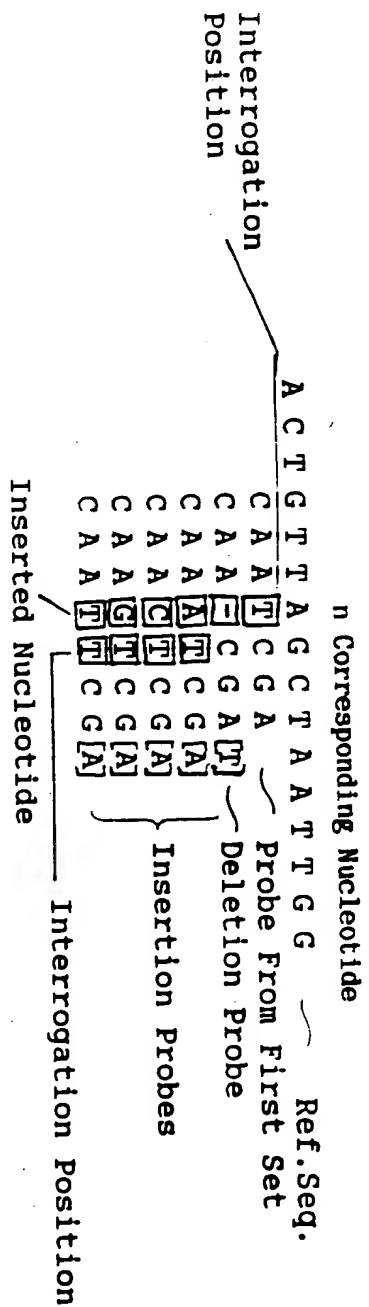 n Corresponding Nucleotide
A C T G T T A G C T A A T T G G Ref.Seq.
C A A T C G A Probe From First Set
C A A - C G A [T] Deletion Probe
C A A A T C G [A]
C A A C T C G [A]
C A A G T C G [A]
C A A T T C G [A]
Insertion Probes
Interrogation
Position
Inserted Nucleotide
Interrogation Position